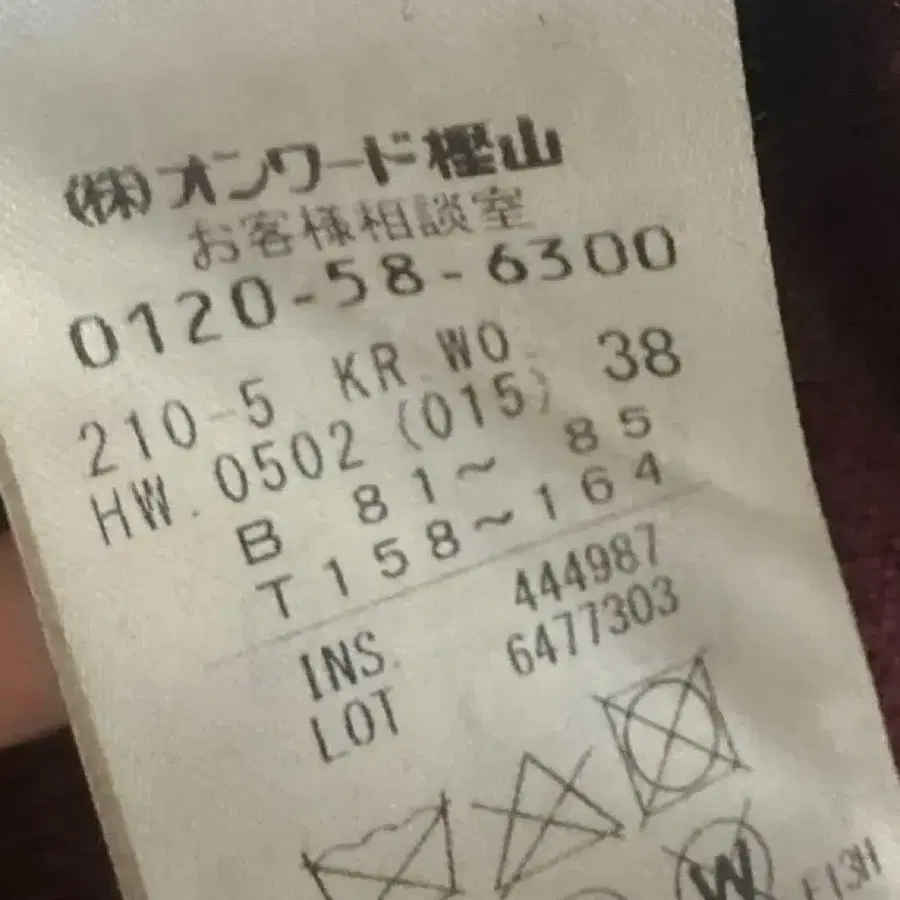 (株)オンワード樫山
お客様相談室
0120-58-6300
210-5 KR.WO. 38
HW.0502 (015)
B 81～85
T158～164
INS. 444987
LOT 6477303
W